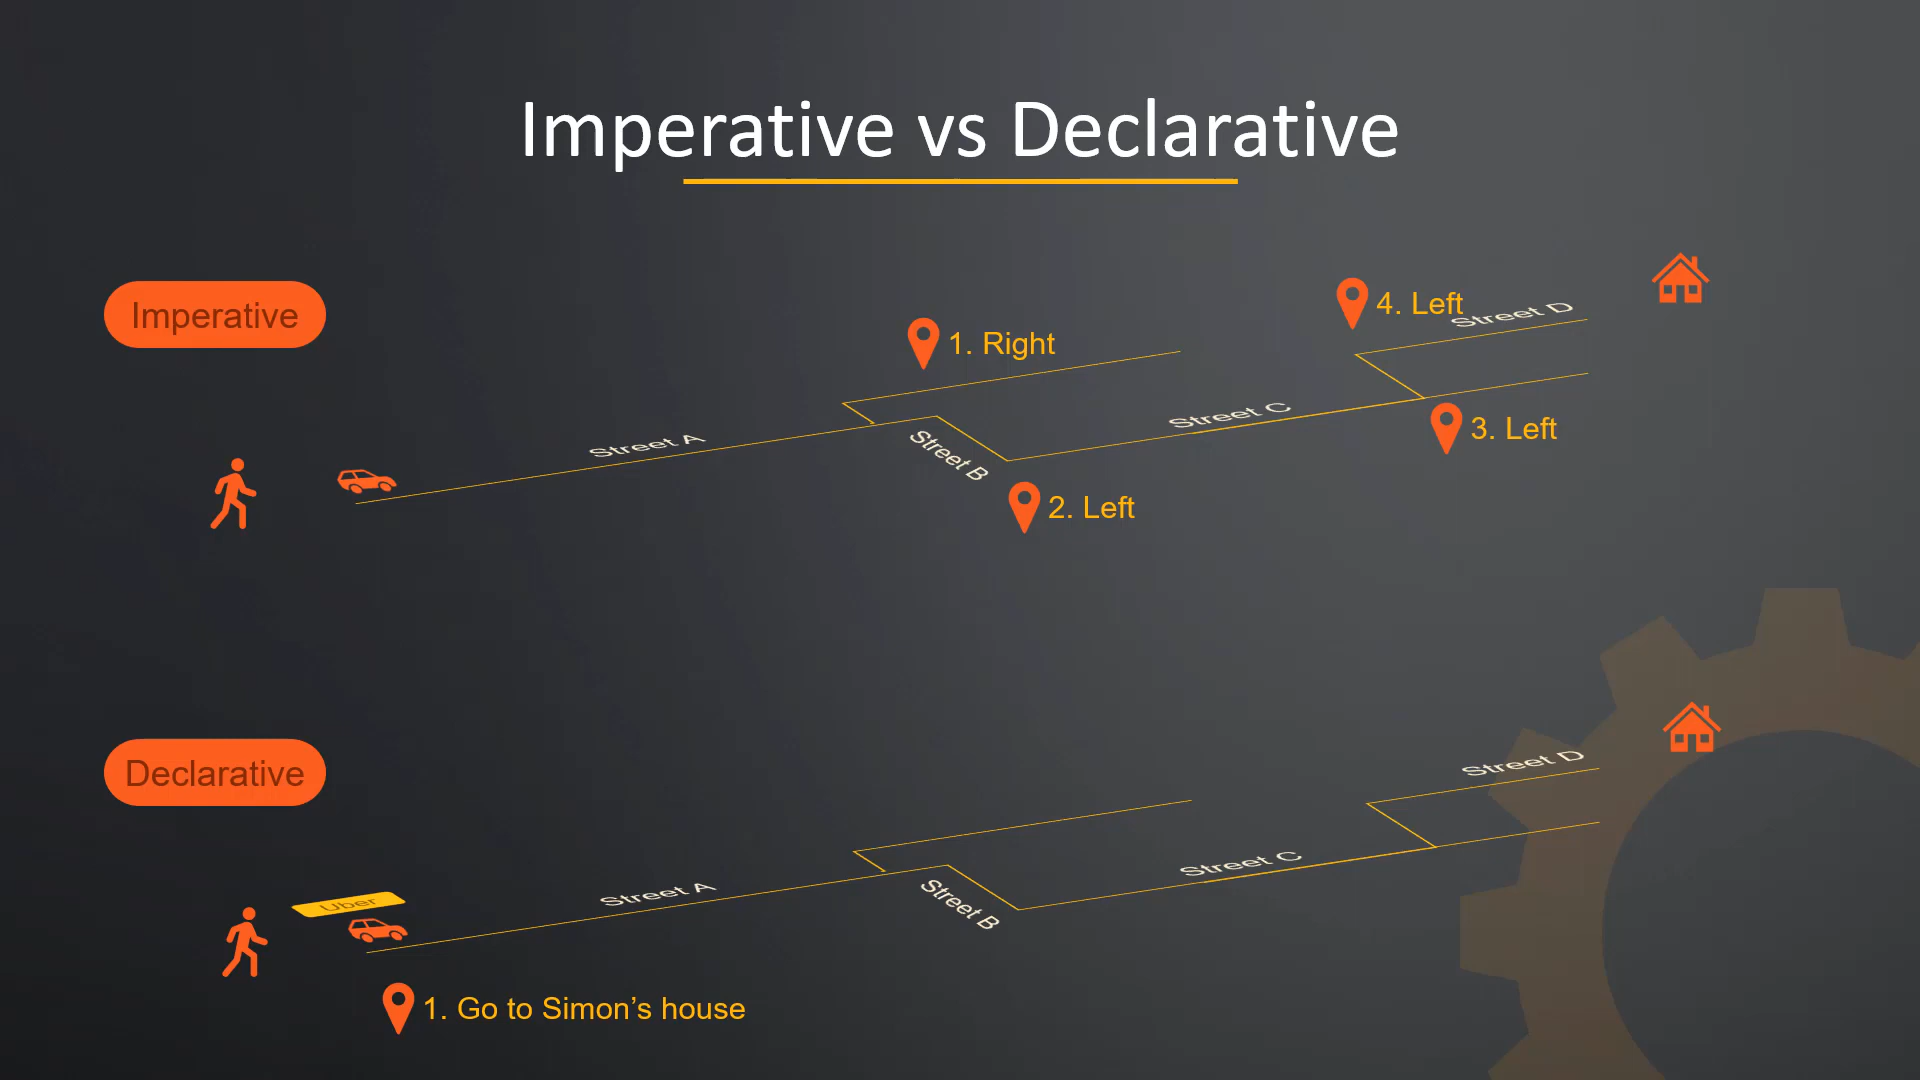 Imperative vs Declarative
Imperative
1. Right
4. Left
Street D
Street A
Street B
Street C
3. Left
2. Left
Declarative
Street D
Street A
Street B
Street C
Uber
1. Go to Simon’s house